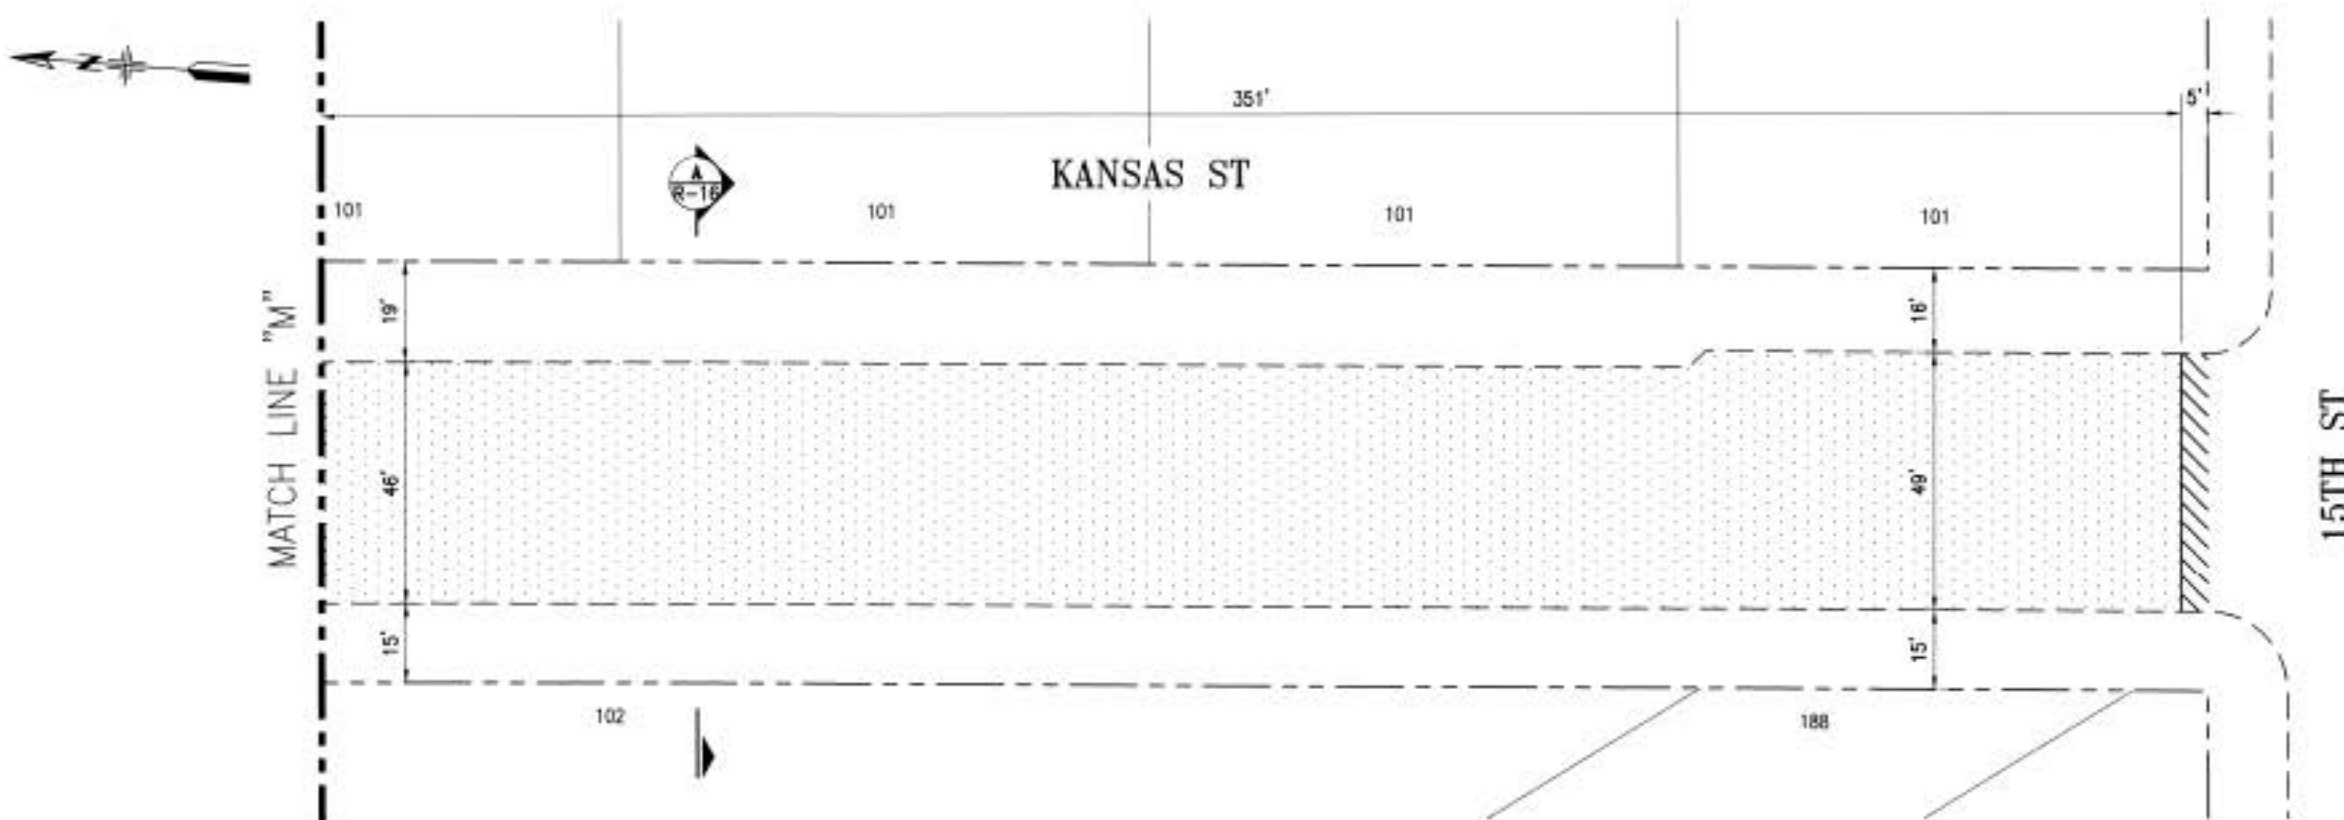 N
351'
5'
A
R-16
KANSAS ST
101
101
101
101
MATCH LINE "M"
19'
16'
46'
49'
15TH ST
15'
15'
102
188